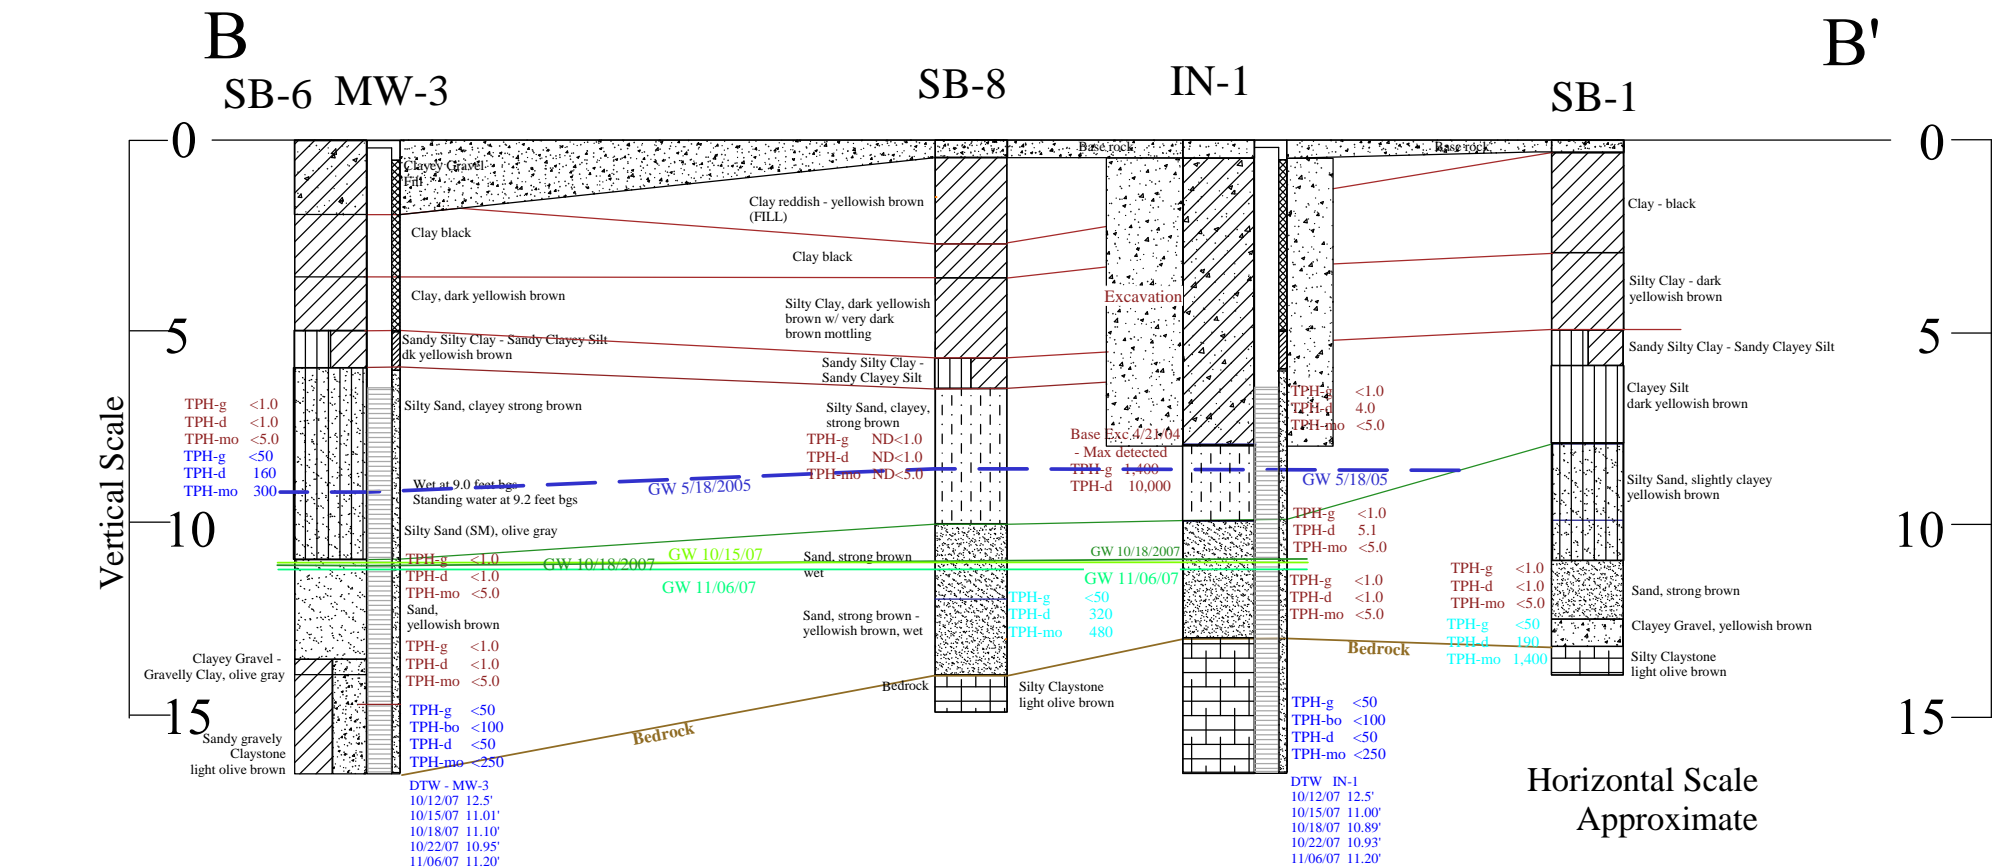 B
B'
SB-6
MW-3
SB-8
IN-1
SB-1
0
5
10
15
Vertical Scale
0
5
10
15
Clayey Gravel
Fill
Clay black
Clay, dark yellowish brown
Sandy Silty Clay - Sandy Clayey Silt
dk yellowish brown
Silty Sand, clayey strong brown
Wet at 9.0 feet bgs
Standing water at 9.2 feet bgs
Silty Sand (SM), olive gray
TPH-g <1.0
TPH-d <1.0
TPH-mo <5.0
TPH-g <50
TPH-d 160
TPH-mo 300
Clayey Gravel -
Gravelly Clay, olive gray
Sandy gravely
Claystone
light olive brown
TPH-g <1.0
TPH-d <1.0
TPH-mo <5.0
Sand,
yellowish brown
TPH-g <1.0
TPH-d <1.0
TPH-mo <5.0
TPH-g <50
TPH-bo <100
TPH-d <50
TPH-mo <250
DTW - MW-3
10/12/07 12.5'
10/15/07 11.01'
10/18/07 11.10'
10/22/07 10.95'
11/06/07 11.20'
GW 5/18/2005
GW 10/15/07
GW 10/18/2007
GW 11/06/07
Bedrock
Clay reddish - yellowish brown
(FILL)
Clay black
Silty Clay, dark yellowish
brown w/ very dark
brown mottling
Sandy Silty Clay -
Sandy Clayey Silt
Silty Sand, clayey,
strong brown
TPH-g ND<1.0
TPH-d ND<1.0
TPH-mo ND<5.0
Sand, strong brown
wet
Sand, strong brown -
yellowish brown, wet
Bedrock
Silty Claystone
light olive brown
TPH-g <50
TPH-d 320
TPH-mo 480
Base rock
Excavation
Base Exc 4/21/04
- Max detected
TPH-g 1,400
TPH-d 10,000
GW 10/18/2007
GW 11/06/07
TPH-g <1.0
TPH-d 4.0
TPH-mo <5.0
GW 5/18/05
TPH-g <1.0
TPH-d 5.1
TPH-mo <5.0
TPH-g <1.0
TPH-d <1.0
TPH-mo <5.0
Bedrock
TPH-g <50
TPH-bo <100
TPH-d <50
TPH-mo <250
DTW IN-1
10/12/07 12.5'
10/15/07 11.00'
10/18/07 10.89'
10/22/07 10.93'
11/06/07 11.20'
Base rock
TPH-g <1.0
TPH-d <1.0
TPH-mo <5.0
TPH-g <50
TPH-d 190
TPH-mo 1,400
Clay - black
Silty Clay - dark
yellowish brown
Sandy Silty Clay - Sandy Clayey Silt
Clayey Silt
dark yellowish brown
Silty Sand, slightly clayey
yellowish brown
Sand, strong brown
Clayey Gravel, yellowish brown
Silty Claystone
light olive brown
Horizontal Scale
Approximate